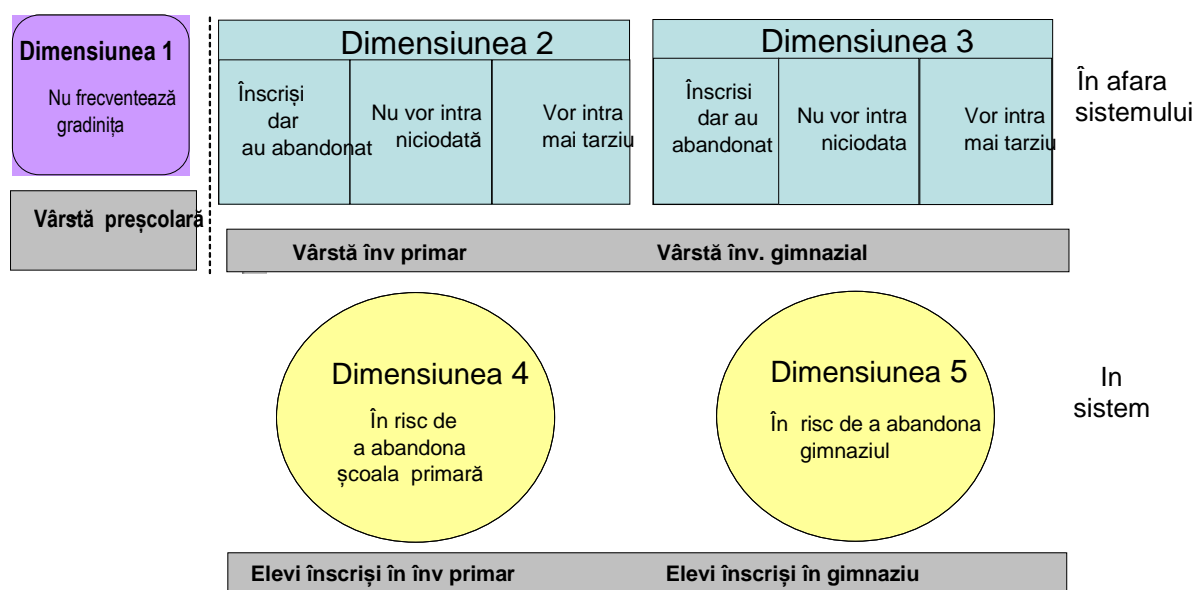 Dimensiunea 1
Nu frecventează
gradinița
Vârstă preșcolară
Dimensiunea 2
Înscriși
dar
au abandonat
Nu vor intra
niciodată
Vor intra
mai tarziu
Dimensiunea 3
Înscrisi
dar au
abandonat
Nu vor intra
niciodata
Vor intra
mai tarziu
În afara
sistemului
Vârstă înv primar
Vârstă înv. gimnazial
Dimensiunea 4
În risc de
a abandona
școala primară
Dimensiunea 5
În risc de a abandona
gimnaziul
In
sistem
Elevi înscriși în înv primar
Elevi înscriși în gimnaziu